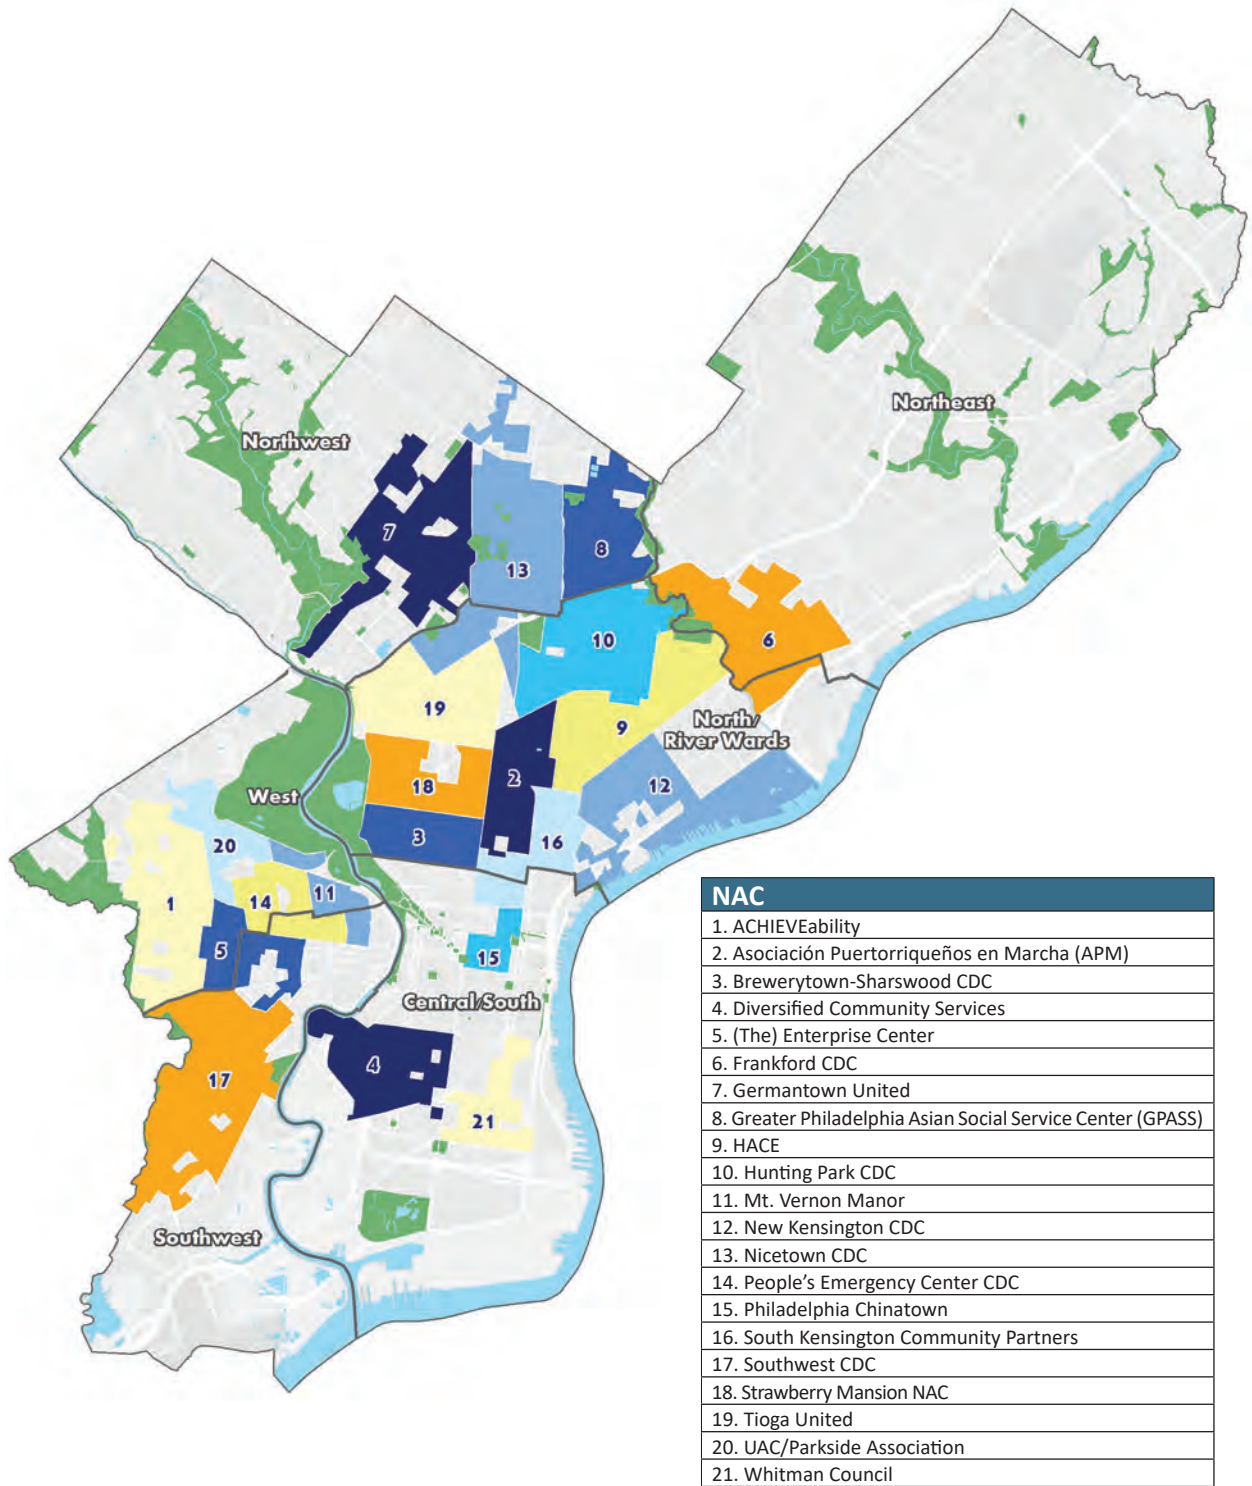 Northeast
Northwest
7
13
8
10
6
19
9
North/
River Wards
18
2
12
West
3
16
20
1
14
11
5
15
Central/South
4
17
21
Southwest
NAC
1. ACHIEVEability
2. Asociación Puertorriqueños en Marcha (APM)
3. Brewerytown-Sharswood CDC
4. Diversified Community Services
5. (The) Enterprise Center
6. Frankford CDC
7. Germantown United
8. Greater Philadelphia Asian Social Service Center (GPASS)
9. HACE
10. Hunting Park CDC
11. Mt. Vernon Manor
12. New Kensington CDC
13. Nicetown CDC
14. People’s Emergency Center CDC
15. Philadelphia Chinatown
16. South Kensington Community Partners
17. Southwest CDC
18. Strawberry Mansion NAC
19. Tioga United
20. UAC/Parkside Association
21. Whitman Council